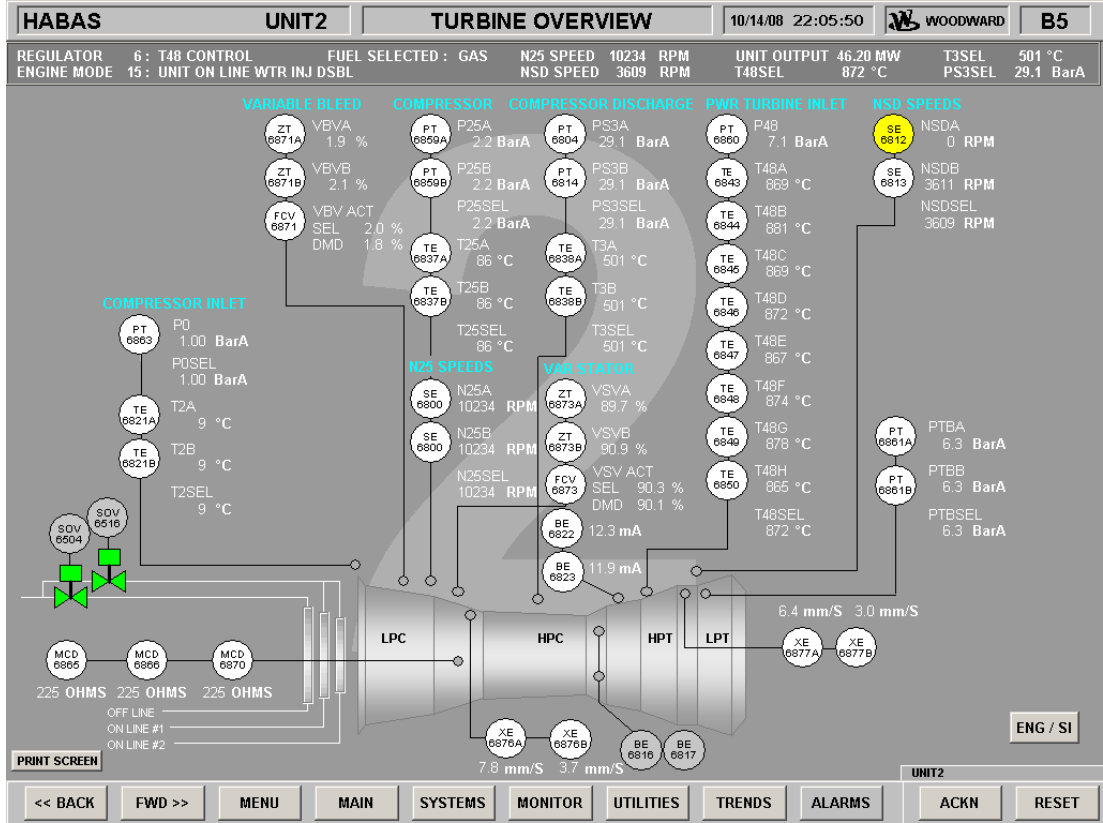 HABAS UNIT2 TURBINE OVERVIEW 10/14/08 22:05:50 WOODWARD B5
REGULATOR 6 : T48 CONTROL FUEL SELECTED : GAS N25 SPEED 10234 RPM UNIT OUTPUT 46.20 MW T3SEL 501 °C
ENGINE MODE 15 : UNIT ON LINE WTR INJ DSBL NSD SPEED 3609 RPM T48SEL 872 °C PS3SEL 29.1 BarA
VARIABLE BLEED
ZT 6871A VBVA 1.9 %
ZT 6871B VBVB 2.1 %
FCV 6871 VBV ACT
SEL 2.0 %
DMD 1.8 %
COMPRESSOR
PT 6859A P25A 2.2 BarA
PT 6859B P25B 2.2 BarA
P25SEL 2.2 BarA
TE 6837A T25A 86 °C
TE 6837B T25B 86 °C
T25SEL 86 °C
N25 SPEEDS
SE 6800 N25A 10234 RPM
SE 6800 N25B 10234 RPM
N25SEL 10234 RPM
COMPRESSOR DISCHARGE
PT 6804 PS3A 29.1 BarA
PT 6814 PS3B 29.1 BarA
PS3SEL 29.1 BarA
TE 6838A T3A 501 °C
TE 6838B T3B 501 °C
T3SEL 501 °C
VAR STATOR
ZT 6873A VSVA 89.7 %
ZT 6873B VSVB 90.9 %
FCV 6873 VSV ACT
SEL 90.3 %
DMD 90.1 %
BE 6822 12.3 mA
BE 6823 11.9 mA
PWR TURBINE INLET
PT 6860 P48 7.1 BarA
TE 6843 T48A 869 °C
TE 6844 T48B 881 °C
TE 6845 T48C 869 °C
TE 6846 T48D 872 °C
TE 6847 T48E 867 °C
TE 6848 T48F 874 °C
TE 6849 T48G 878 °C
TE 6850 T48H 865 °C
T48SEL 872 °C
NSD SPEEDS
SE 6812 NSDA 0 RPM
SE 6813 NSDB 3611 RPM
NSDSEL 3609 RPM
PT 6861A PTBA 6.3 BarA
PT 6861B PTBB 6.3 BarA
PTBSEL 6.3 BarA
COMPRESSOR INLET
PT 6863 P0 1.00 BarA
P0SEL 1.00 BarA
TE 6821A T2A 9 °C
TE 6821B T2B 9 °C
T2SEL 9 °C
2
SOV 6504
SOV 6516
6.4 mm/S 3.0 mm/S
XE 6877A XE 6877B
LPC HPC HPT LPT
MCD 6865 MCD 6866 MCD 6870
225 OHMS 225 OHMS 225 OHMS
OFF LINE
ON LINE #1
ON LINE #2
XE 6876A XE 6876B BE 6816 BE 6817
7.8 mm/S 3.7 mm/S
ENG / SI
PRINT SCREEN
UNIT2
<< BACK FWD >> MENU MAIN SYSTEMS MONITOR UTILITIES TRENDS ALARMS ACKN RESET